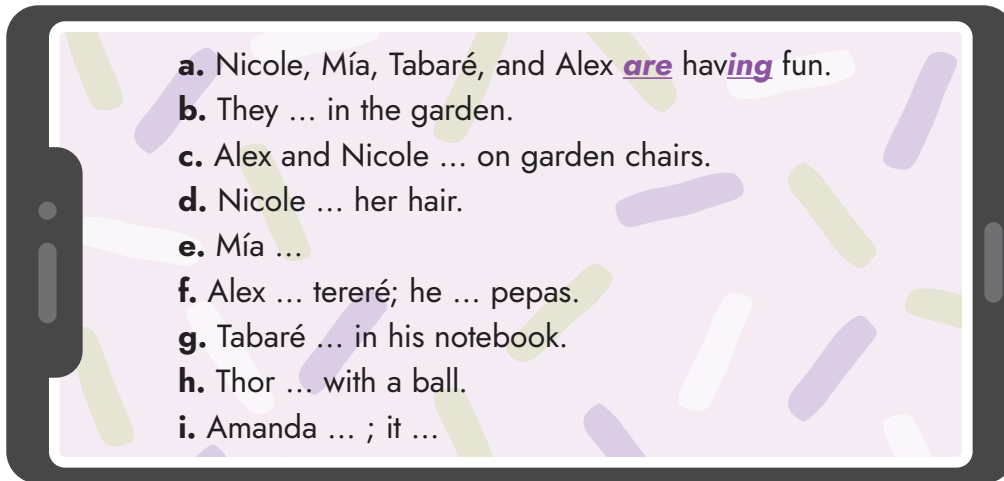 a. Nicole, Mía, Tabaré, and Alex are having fun.
b. They … in the garden.
c. Alex and Nicole … on garden chairs.
d. Nicole … her hair.
e. Mía …
f. Alex … tereré; he … pepas.
g. Tabaré … in his notebook.
h. Thor … with a ball.
i. Amanda … ; it …